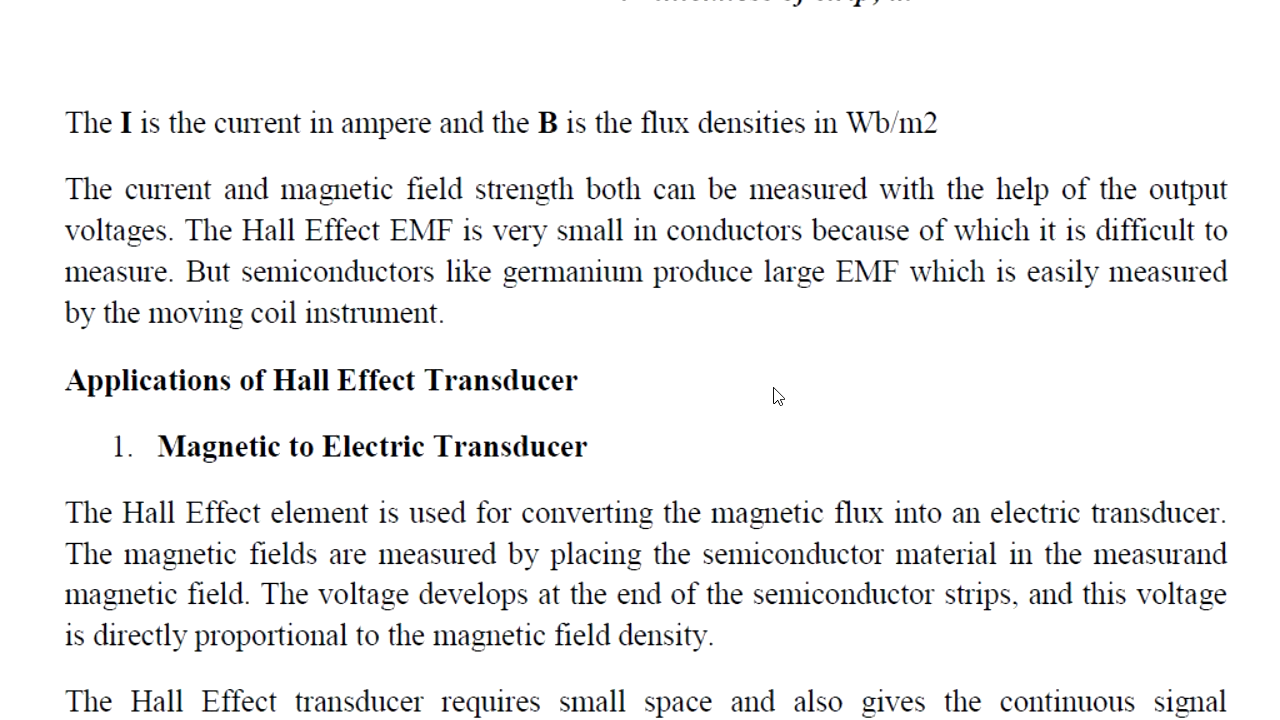 The I is the current in ampere and the B is the flux densities in Wb/m2
The current and magnetic field strength both can be measured with the help of the output
voltages. The Hall Effect EMF is very small in conductors because of which it is difficult to
measure. But semiconductors like germanium produce large EMF which is easily measured
by the moving coil instrument.
Applications of Hall Effect Transducer
1. Magnetic to Electric Transducer
The Hall Effect element is used for converting the magnetic flux into an electric transducer.
The magnetic fields are measured by placing the semiconductor material in the measurand
magnetic field. The voltage develops at the end of the semiconductor strips, and this voltage
is directly proportional to the magnetic field density.
The Hall Effect transducer requires small space and also gives the continuous signal